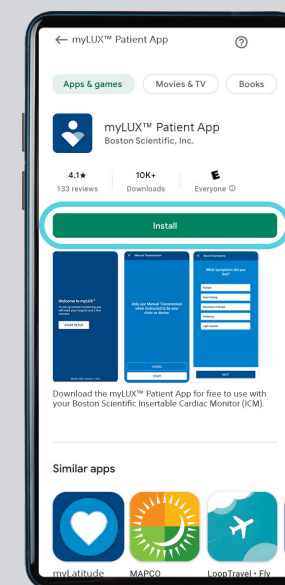 ← myLUX™ Patient App
Apps & games
Movies & TV
Books
myLUX™ Patient App
Boston Scientific, Inc.
4.1★
133 reviews
10K+
Downloads
E
Everyone
Install
Welcome to myLUX™
START SETUP
Manual Transmission
Only use Manual Transmission
when instructed to by your
clinic or doctor.
CANCEL
START
Record Symptoms
What symptoms did you
feel?
NEXT
Download the myLUX™ Patient App for free to use with
your Boston Scientific Insertable Cardiac Monitor (ICM).
Similar apps
myLatitude
MAPCO
LoopTravel • Fly